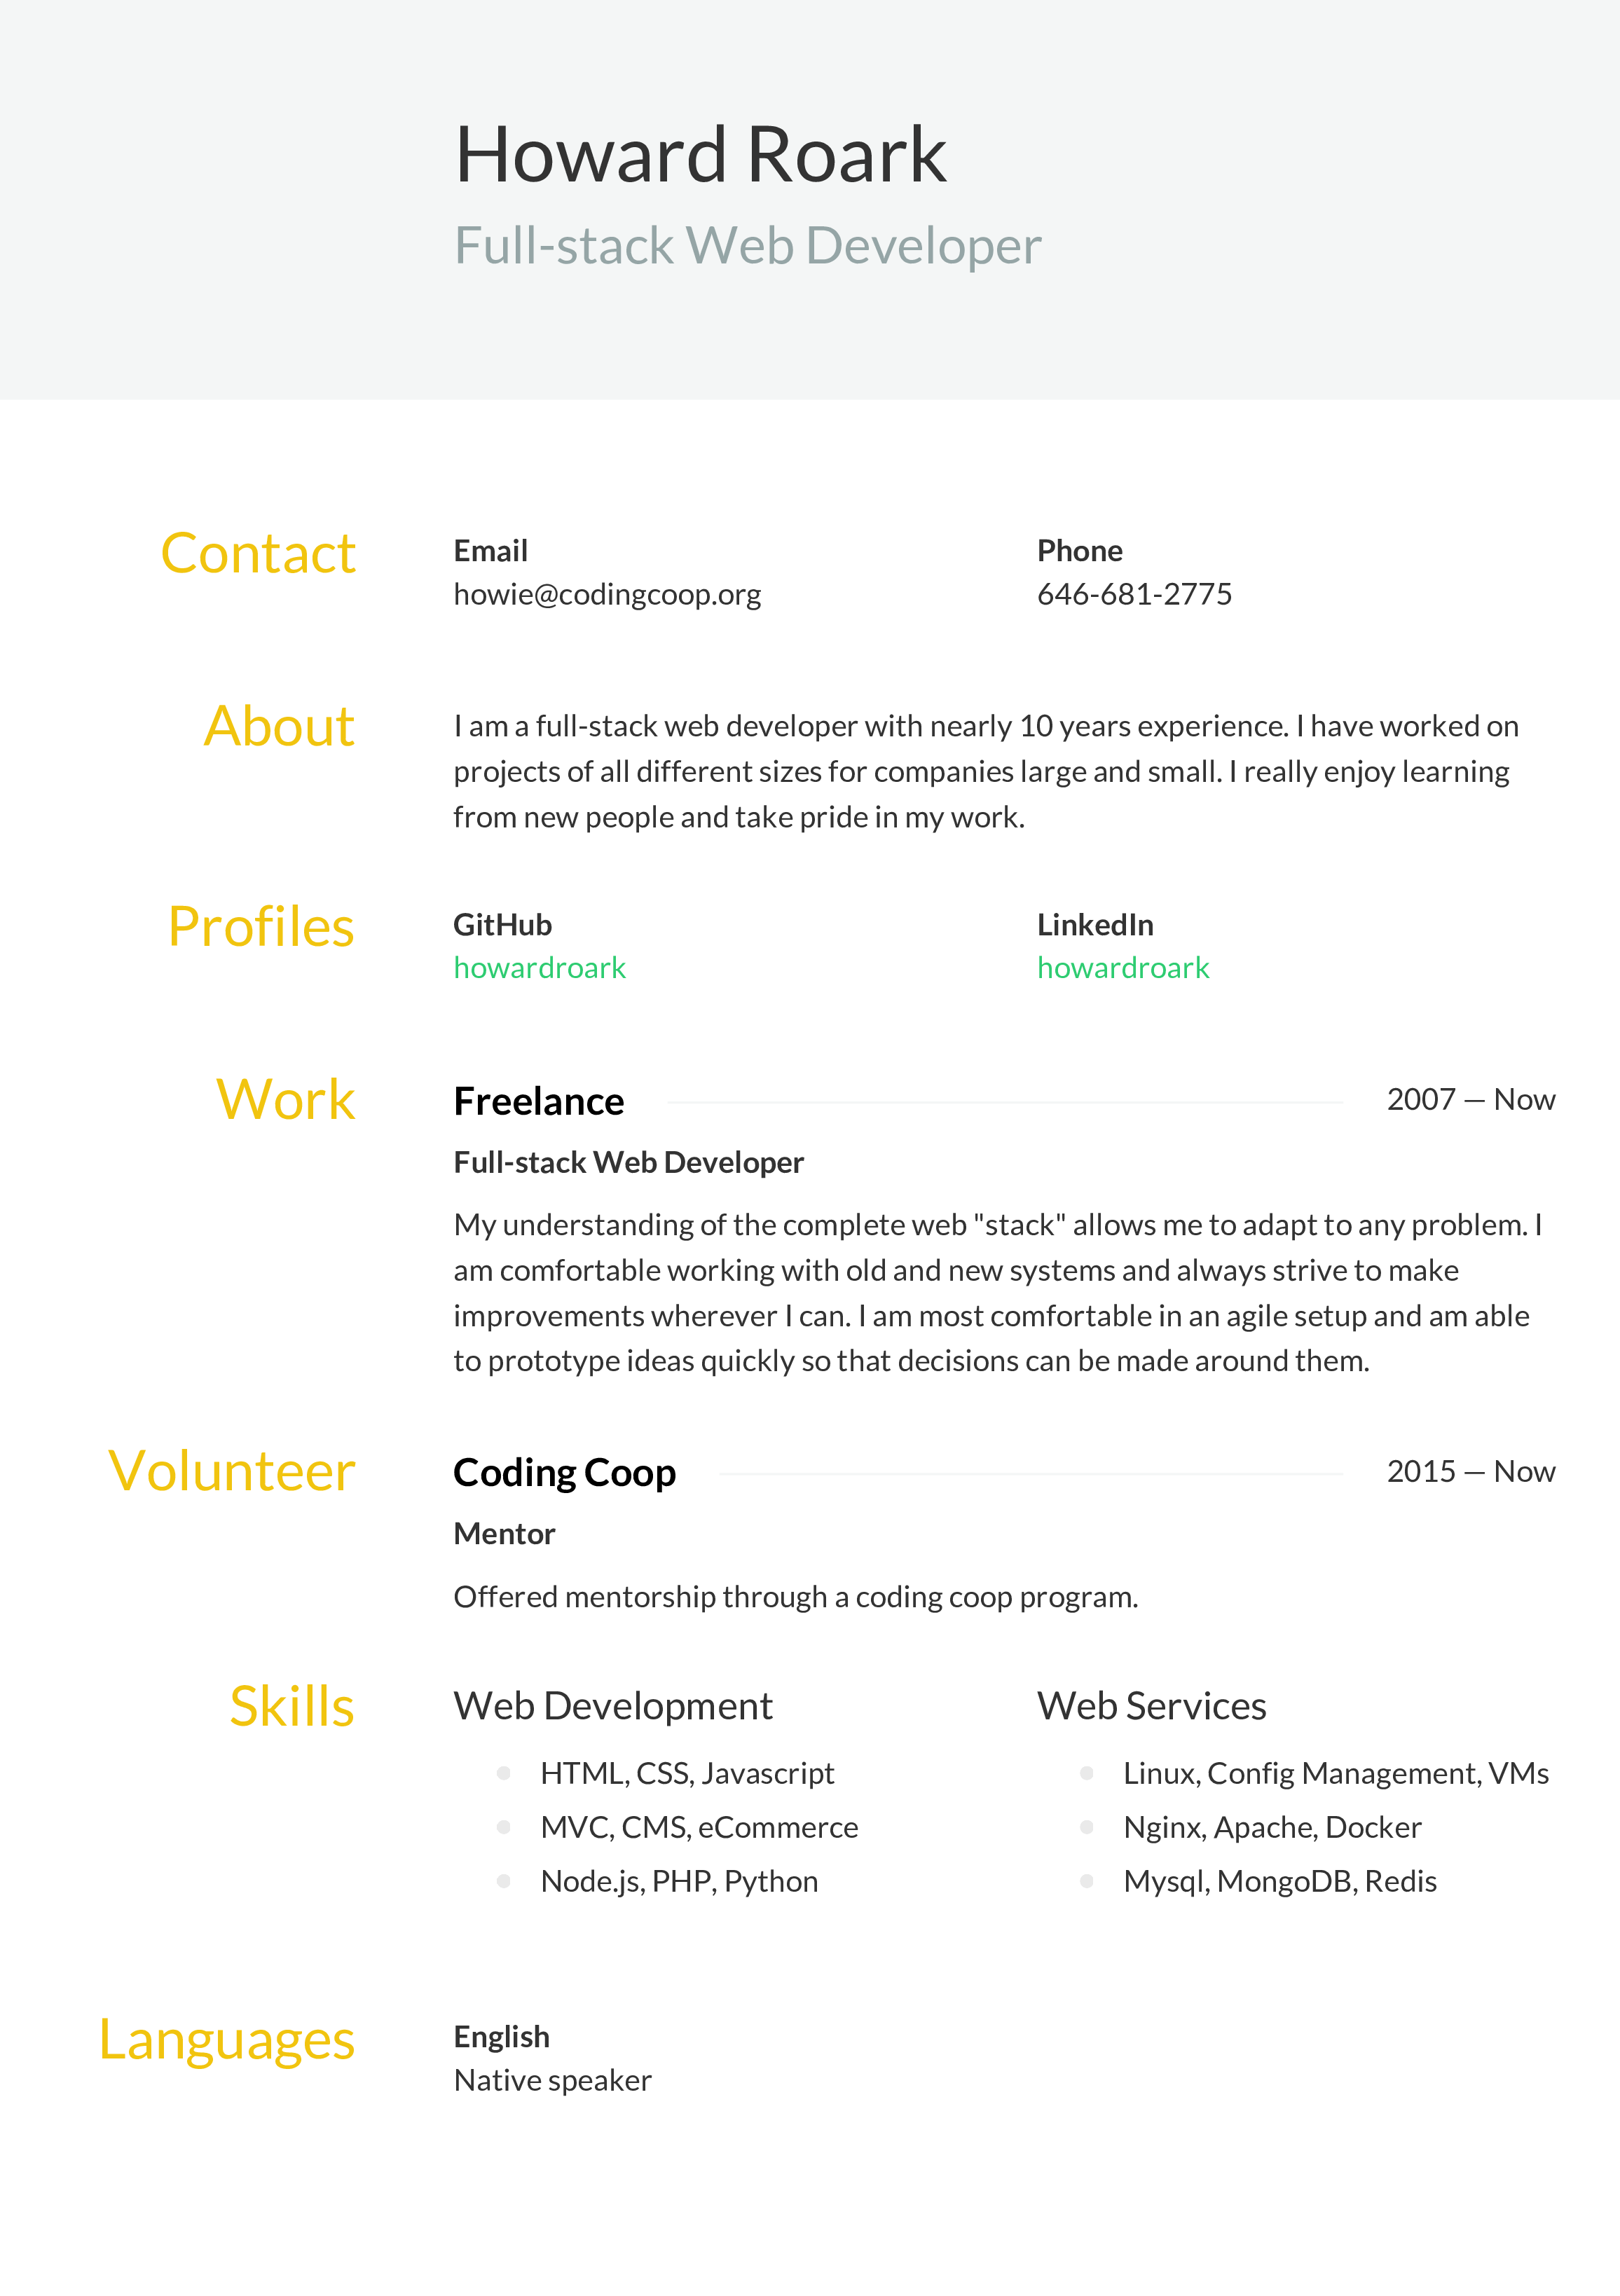 Howard Roark
Full-stack Web Developer
Contact
Email
howie@codingcoop.org
Phone
646-681-2775
About
I am a full-stack web developer with nearly 10 years experience. I have worked on
projects of all different sizes for companies large and small. I really enjoy learning
from new people and take pride in my work.
Profiles
GitHub
howardroark
LinkedIn
howardroark
Work
Freelance
2007 — Now
Full-stack Web Developer
My understanding of the complete web "stack" allows me to adapt to any problem. I
am comfortable working with old and new systems and always strive to make
improvements wherever I can. I am most comfortable in an agile setup and am able
to prototype ideas quickly so that decisions can be made around them.
Volunteer
Coding Coop
2015 — Now
Mentor
Offered mentorship through a coding coop program.
Skills
Web Development
HTML, CSS, Javascript
MVC, CMS, eCommerce
Node.js, PHP, Python
Web Services
Linux, Config Management, VMs
Nginx, Apache, Docker
Mysql, MongoDB, Redis
Languages
English
Native speaker